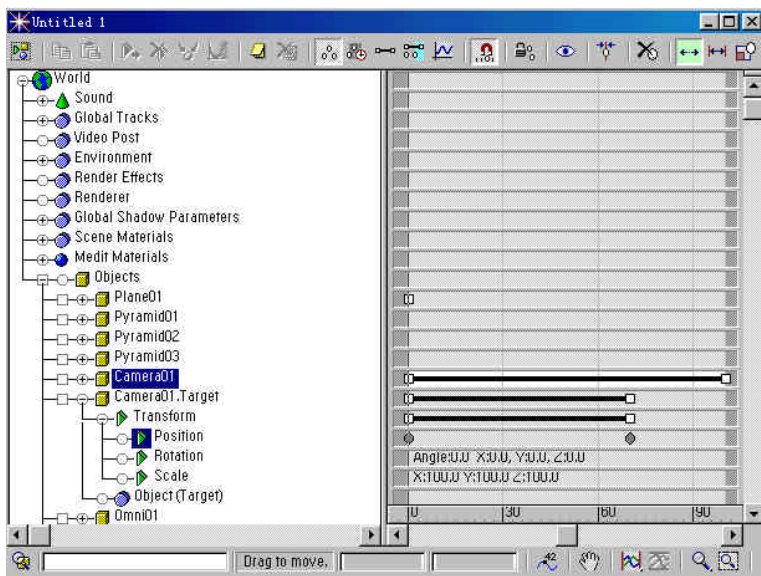 Untitled 1
World
Sound
Global Tracks
Video Post
Environment
Render Effects
Renderer
Global Shadow Parameters
Scene Materials
Medit Materials
Objects
Plane01
Pyramid01
Pyramid02
Pyramid03
Camera01
Camera01.Target
Transform
Position
Rotation
Angle:0.0 X:0.0, Y:0.0, Z:0.0
Scale
X:100.0 Y:100.0 Z:100.0
Object (Target)
Omni01
0 30 60 90
Drag to move.
42